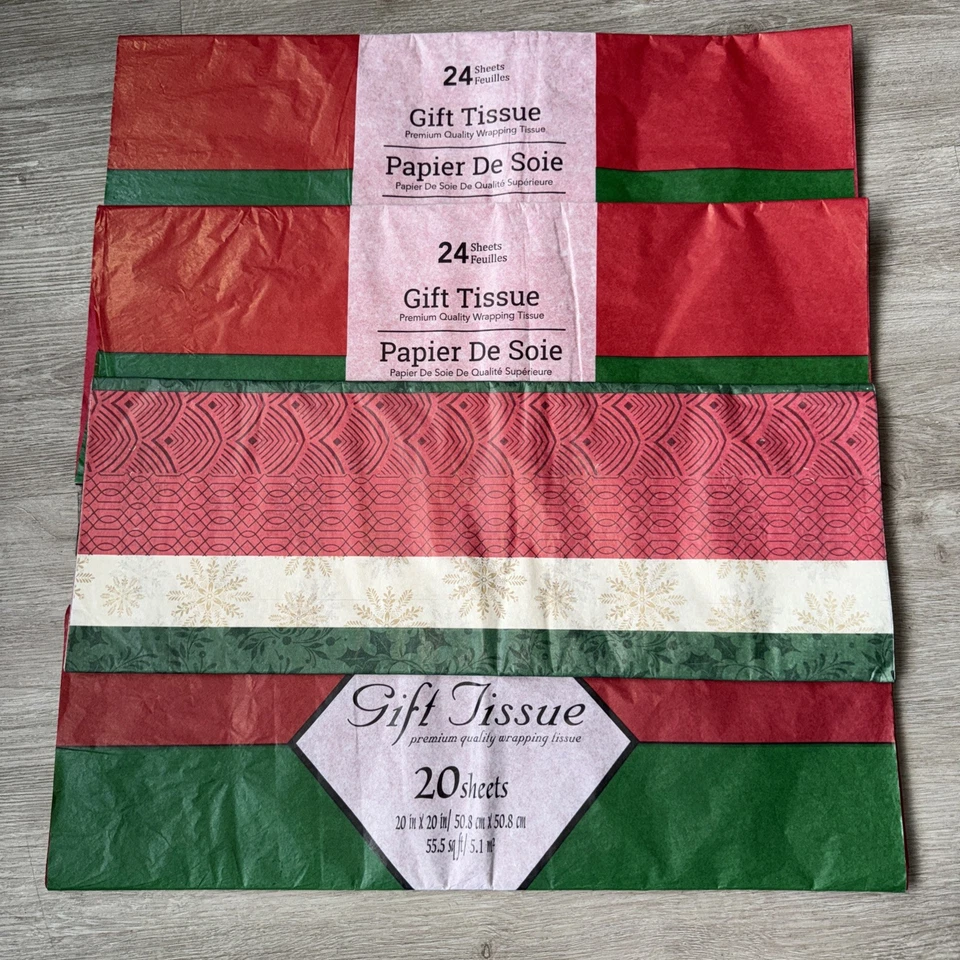 24 Sheets
Feuilles
Gift Tissue
Premium Quality Wrapping Tissue
Papier De Soie
Papier De Soie De Qualité Supérieure
24 Sheets
Feuilles
Gift Tissue
Premium Quality Wrapping Tissue
Papier De Soie
Papier De Soie De Qualité Supérieure
Gift Tissue
premium quality wrapping tissue
20 sheets
20 in x 20 in/ 50.8 cm x 50.8 cm
55.5 sq ft/ 5.1 m²